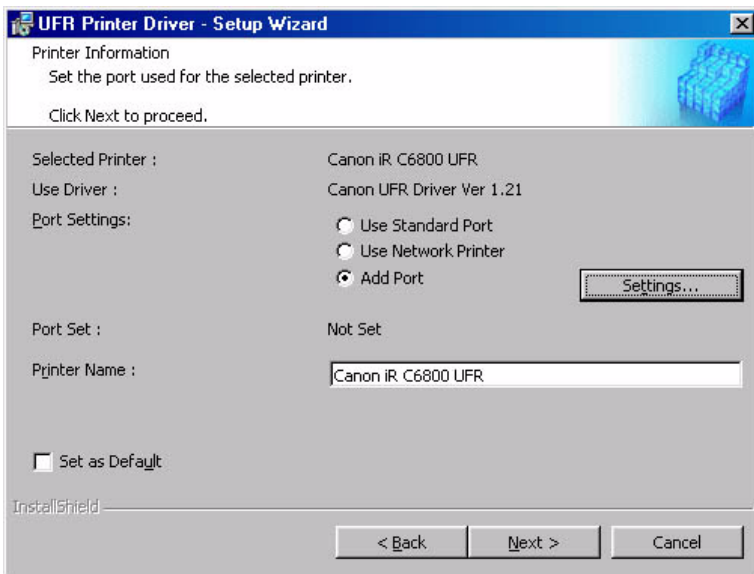 UFR Printer Driver - Setup Wizard
Printer Information
Set the port used for the selected printer.
Click Next to proceed.
Selected Printer : Canon iR C6800 UFR
Use Driver : Canon UFR Driver Ver 1.21
Port Settings: Use Standard Port
Use Network Printer
Add Port Settings...
Port Set : Not Set
Printer Name : Canon iR C6800 UFR
Set as Default
InstallShield
< Back Next > Cancel